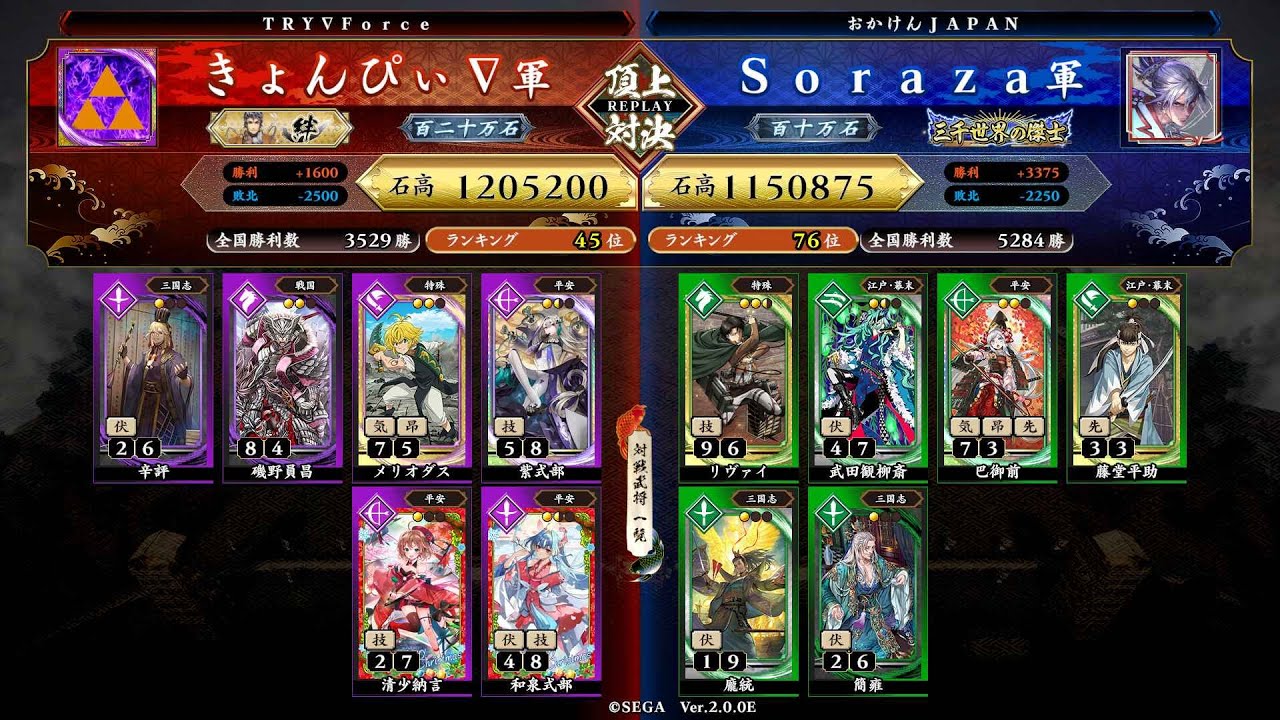 TRY∇Force
おかけんJAPAN
きょんぴぃ∇軍
頂上
REPLAY
対決
Soraza軍
絆
百二十万石
百十万石
三千世界の傑士
勝利 +1600
敗北 -2500
石高 1205200
石高 1150875
勝利 +3375
敗北 -2250
全国勝利数 3529勝
ランキング 45位
ランキング 76位
全国勝利数 5284勝
三国志
伏
2 6
辛評
戦国
8 4
磯野員昌
特殊
気 昂
7 5
メリオダス
平安
技
5 8
紫式部
対戦武将一覧
特殊
技
9 6
リヴァイ
江戸・幕末
伏
4 7
武田観柳斎
平安
気 昂 先
7 3
巴御前
江戸・幕末
先
3 3
藤堂平助
平安
技
2 7
清少納言
平安
伏 技
4 8
和泉式部
三国志
伏
1 9
龐統
三国志
伏
2 6
簡雍
©SEGA Ver.2.0.0E